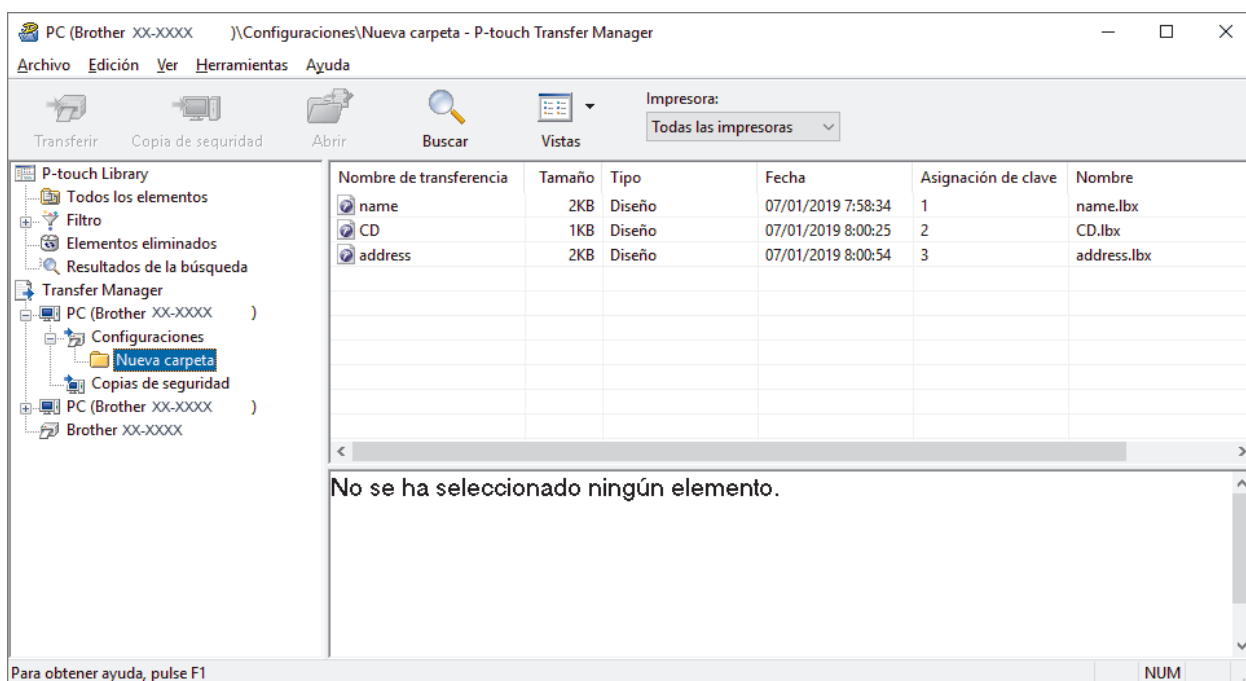 PC (Brother XX-XXXX )\Configuraciones\Nueva carpeta - P-touch Transfer Manager
Archivo Edición Ver Herramientas Ayuda
Transferir Copia de seguridad Abrir Buscar Vistas
Impresora:
Todas las impresoras
P-touch Library
Todos los elementos
Filtro
Elementos eliminados
Resultados de la búsqueda
Transfer Manager
PC (Brother XX-XXXX )
Configuraciones
Nueva carpeta
Copias de seguridad
PC (Brother XX-XXXX )
Brother XX-XXXX
Nombre de transferencia Tamaño Tipo Fecha Asignación de clave Nombre
name 2KB Diseño 07/01/2019 7:58:34 1 name.lbx
CD 1KB Diseño 07/01/2019 8:00:25 2 CD.lbx
address 2KB Diseño 07/01/2019 8:00:54 3 address.lbx
No se ha seleccionado ningún elemento.
Para obtener ayuda, pulse F1
NUM